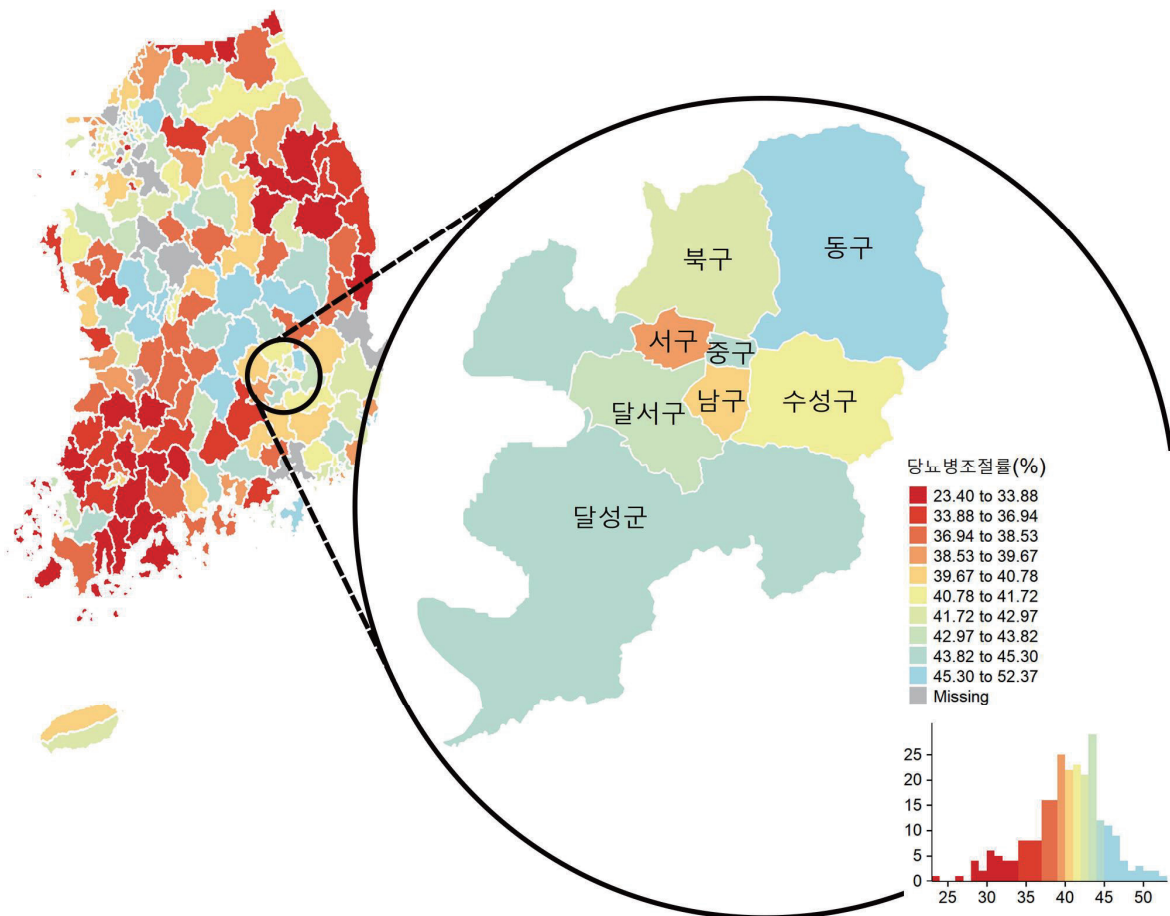 동구
북구
서구
중구
달서구
남구
수성구
달성군
당뇨병조절률(%)
23.40 to 33.88
33.88 to 36.94
36.94 to 38.53
38.53 to 39.67
39.67 to 40.78
40.78 to 41.72
41.72 to 42.97
42.97 to 43.82
43.82 to 45.30
45.30 to 52.37
Missing
25
20
15
10
5
0
25 30 35 40 45 50